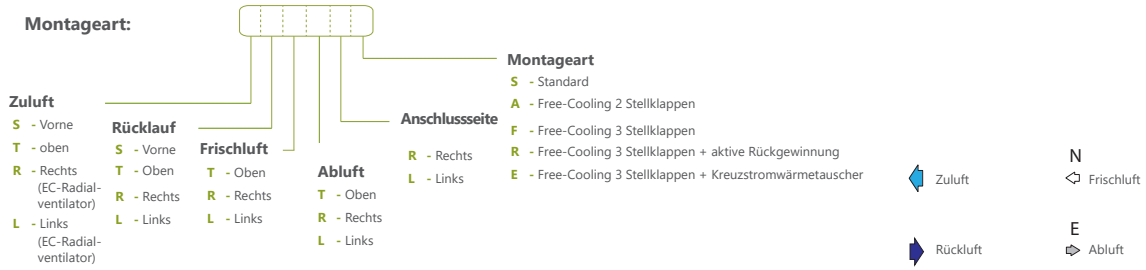 Montageart:
Zuluft
S - Vorne
T - oben
R - Rechts
(EC-Radial-
ventilator)
L - Links
(EC-Radial-
ventilator)
Rücklauf
S - Vorne
T - Oben
R - Rechts
L - Links
Frischluft
T - Oben
R - Rechts
L - Links
Abluft
T - Oben
R - Rechts
L - Links
Anschlussseite
R - Rechts
L - Links
Montageart
S - Standard
A - Free-Cooling 2 Stellklappen
F - Free-Cooling 3 Stellklappen
R - Free-Cooling 3 Stellklappen + aktive Rückgewinnung
E - Free-Cooling 3 Stellklappen + Kreuzstromwärmetauscher
Zuluft
N
Frischluft
Rückluft
E
Abluft